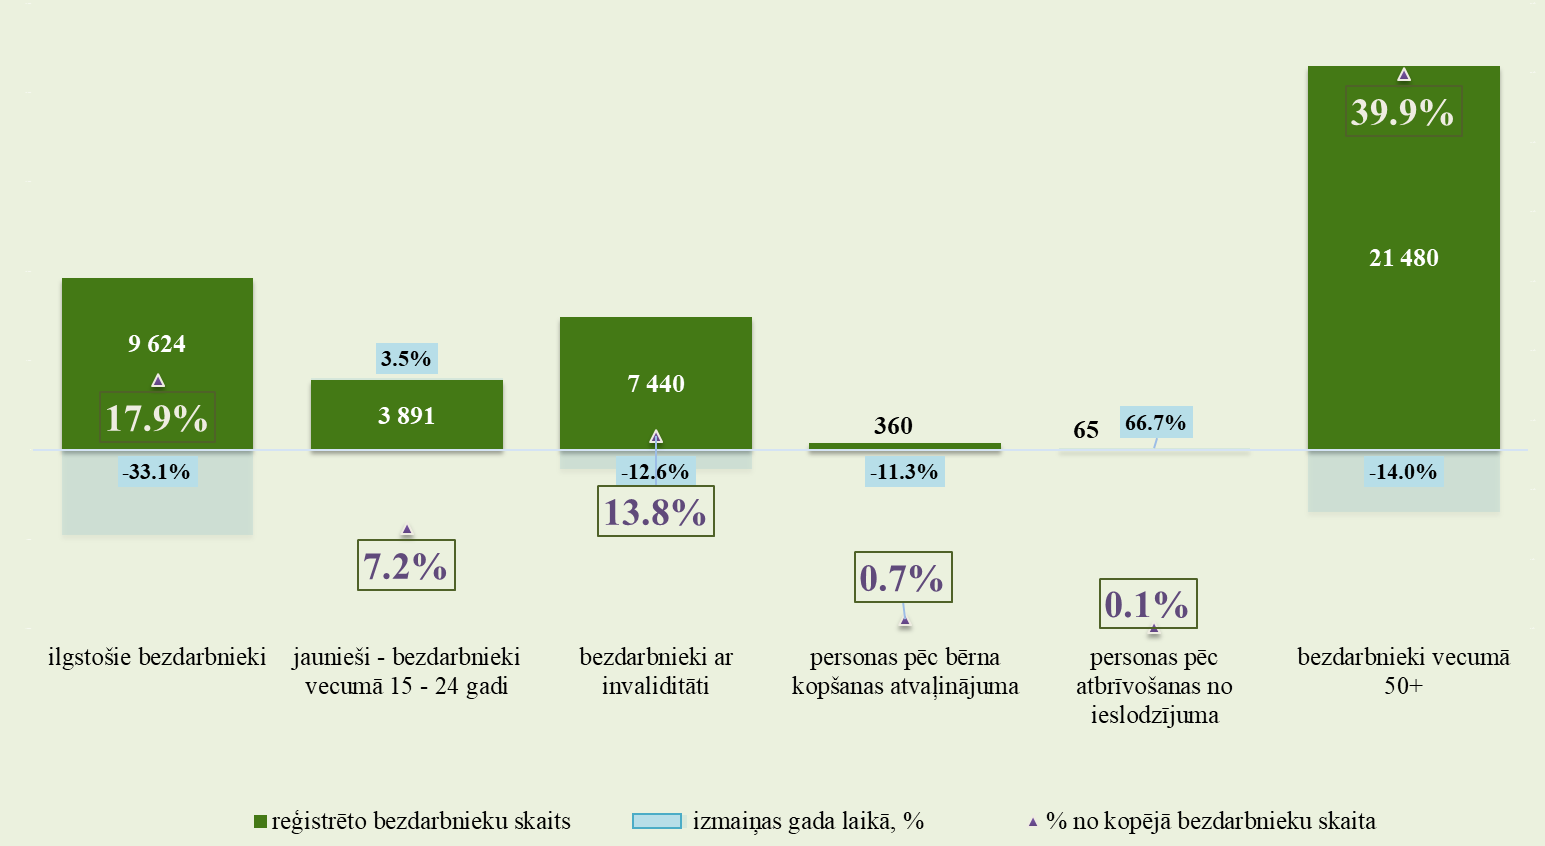 39.9%
21 480
9 624
17.9%
-33.1%
3.5%
3 891
7.2%
7 440
-12.6%
13.8%
360
-11.3%
0.7%
65
66.7%
0.1%
-14.0%
ilgstošie bezdarbnieki
jaunieši - bezdarbnieki
vecumā 15 - 24 gadi
bezdarbnieki ar
invaliditāti
personas pēc bērna
kopšanas atvaļinājuma
personas pēc
atbrīvošanas no
ieslodzījuma
bezdarbnieki vecumā
50+
reģistrēto bezdarbnieku skaits
izmaiņas gada laikā, %
% no kopējā bezdarbnieku skaita